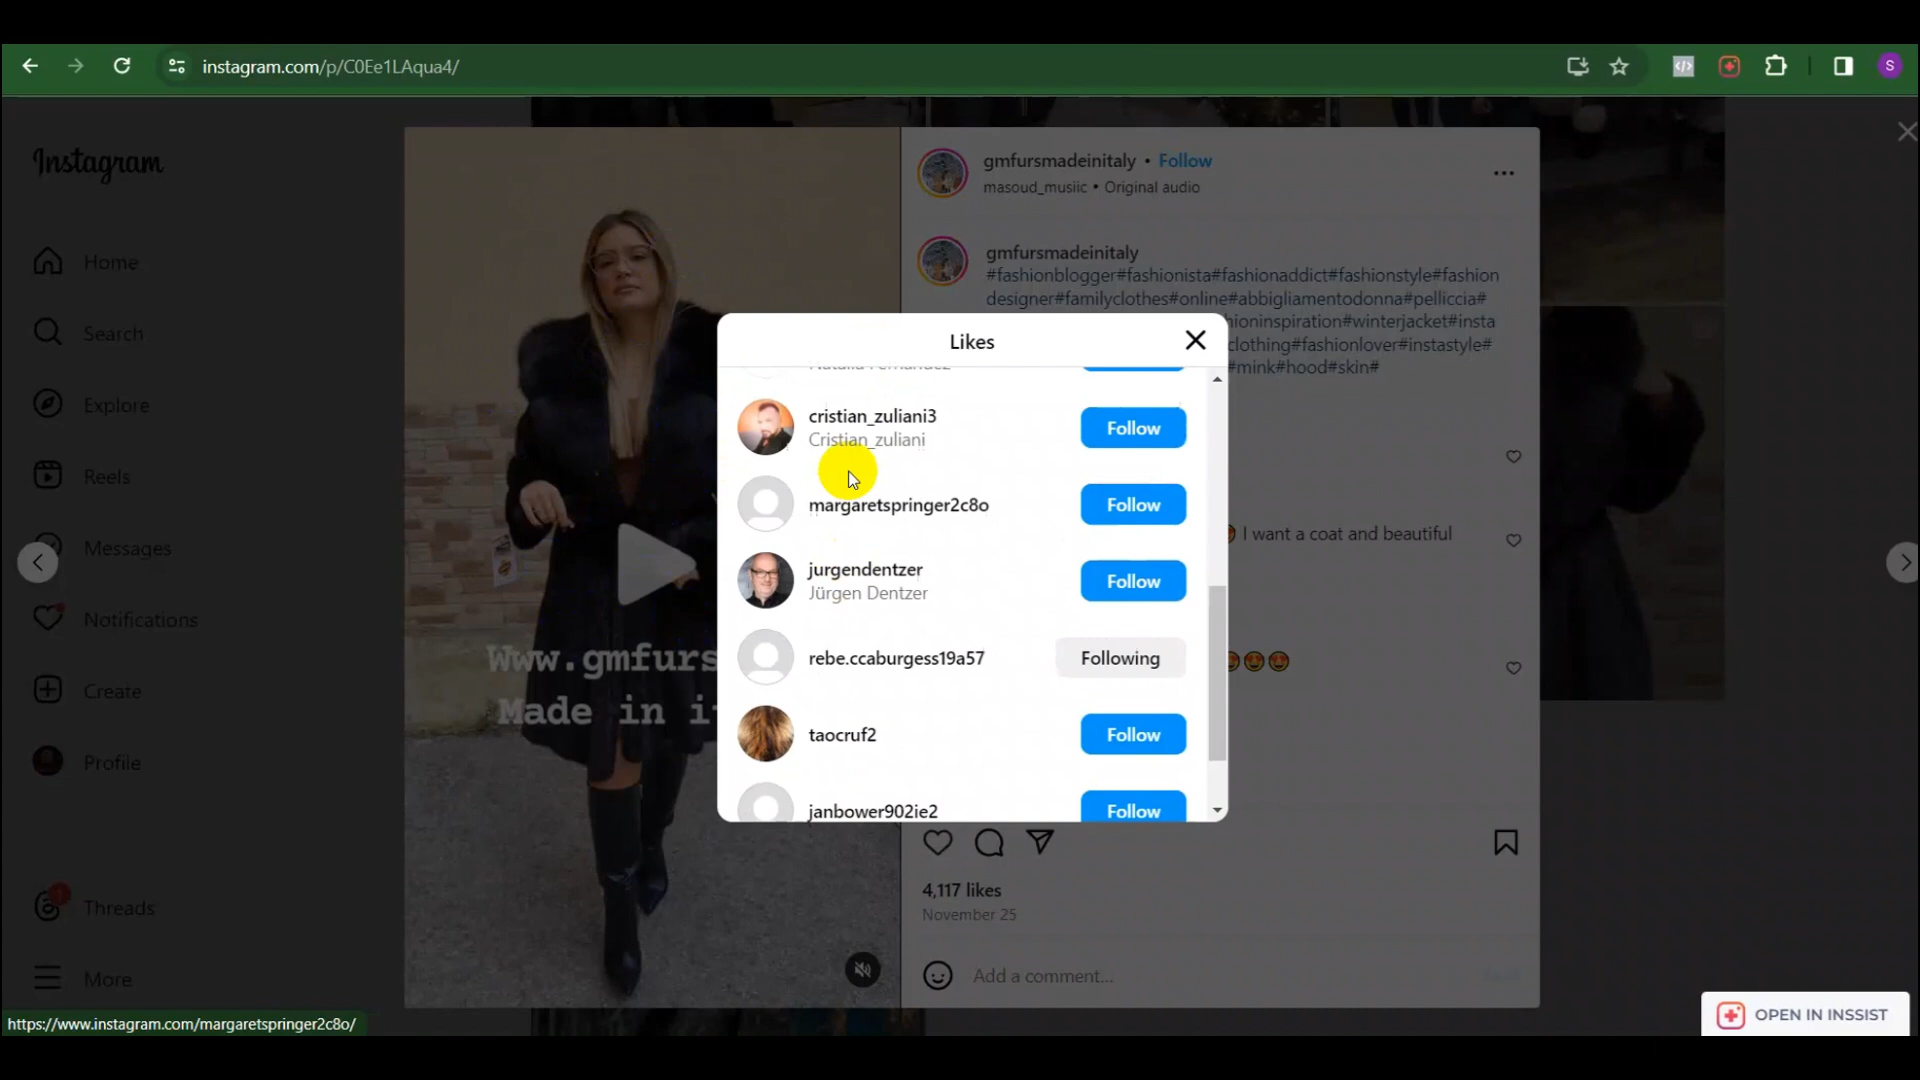 instagram.com/p/C0Ee1LAqua4/
S
Instagram
Home
Search
Explore
Reels
Messages
Notifications
Create
Profile
Threads
More
Www.gmfurs
Made in i
gmfursmadeinitaly • Follow
masoud_musiic • Original audio
gmfursmadeinitaly
#fashionblogger#fashionista#fashionaddict#fashionstyle#fashion
designer#familyclothes#online#abbigliamentodonna#pelliccia#
hioninspiration#winterjacket#insta
clothing#fashionlover#instastyle#
#mink#hood#skin#
I want a coat and beautiful
Likes
Natalia Fernandez
cristian_zuliani3
Cristian_zuliani
Follow
margaretspringer2c8o
Follow
jurgendentzer
Jürgen Dentzer
Follow
rebe.ccaburgess19a57
Following
taocruf2
Follow
janbower902ie2
Follow
4,117 likes
November 25
Add a comment...
https://www.instagram.com/margaretspringer2c8o/
OPEN IN INSSIST